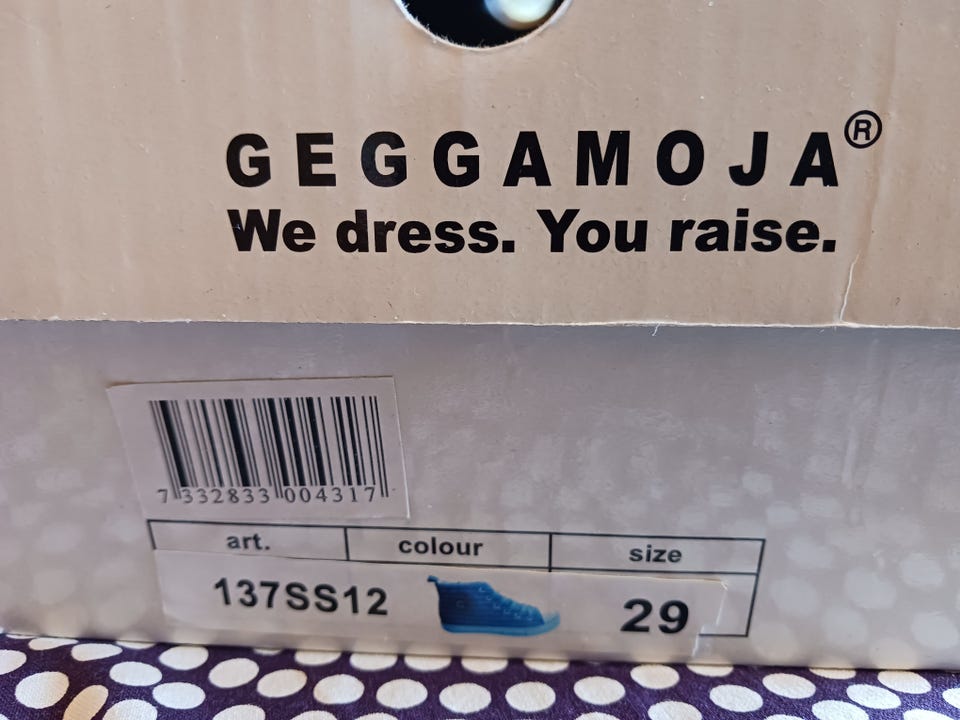 GEGGAMOJA®
We dress. You raise.
7 332833 004317
art. colour size
137SS12 29